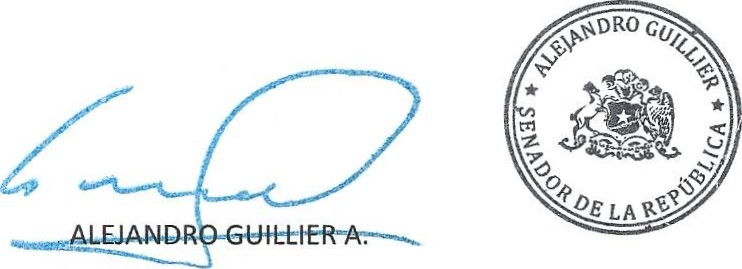 ALEJANDRO GUILLIER
SENADOR DE LA REPÚBLICA
ALEJANDRO GUILLIER A.